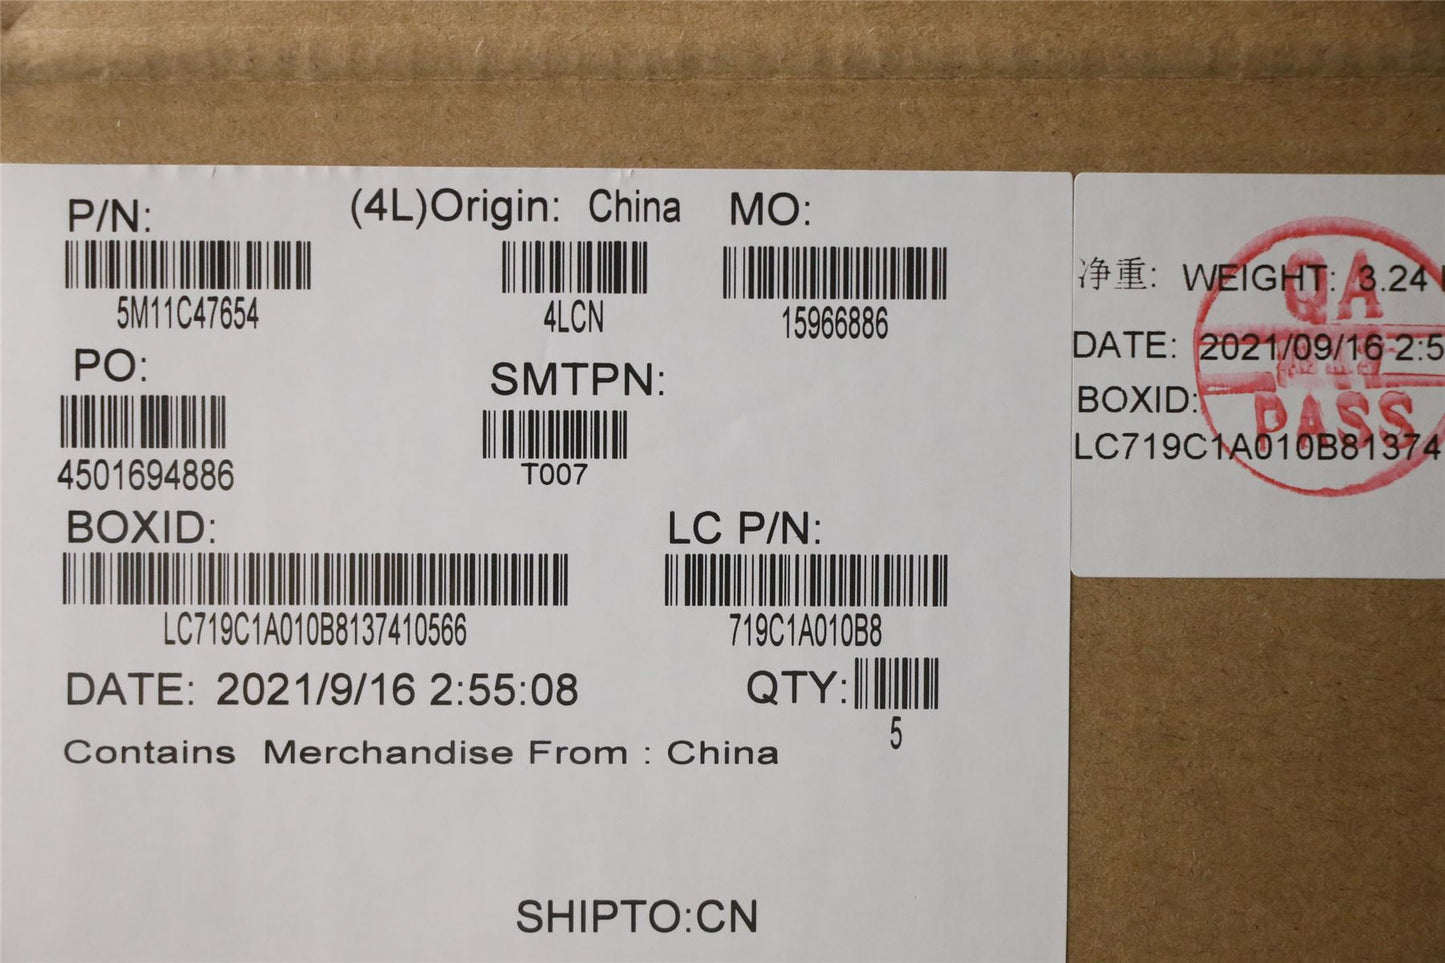 P/N: (4L)Origin: China MO:
5M11C47654 4LCN 15966886
PO: SMTPN:
4501694886 T007
BOXID: LC P/N:
LC719C1A010B8137410566 719C1A010B8
DATE: 2021/9/16 2:55:08 QTY:
5
Contains Merchandise From : China
SHIPTO:CN
净重: WEIGHT: 3.24
DATE: 2021/09/16 2:5
BOXID:
LC719C1A010B81374
QA
PASS